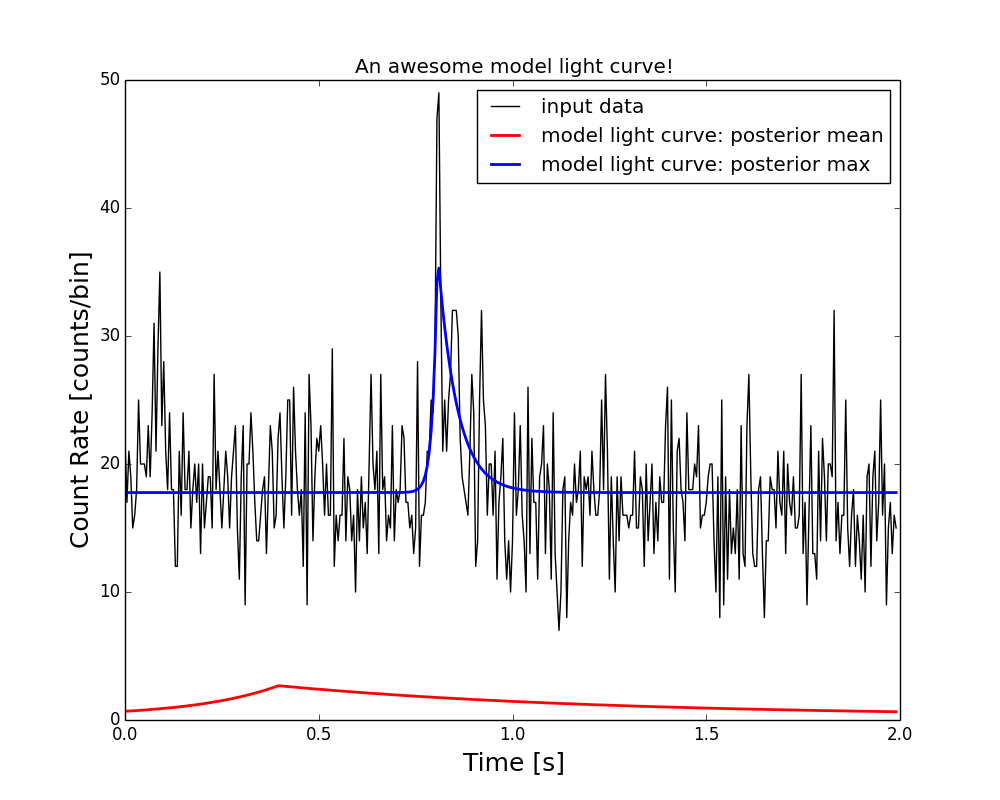 An awesome model light curve!
input data
model light curve: posterior mean
model light curve: posterior max
50
40
30
20
10
0
Count Rate [counts/bin]
0.0 0.5 1.0 1.5 2.0
Time [s]